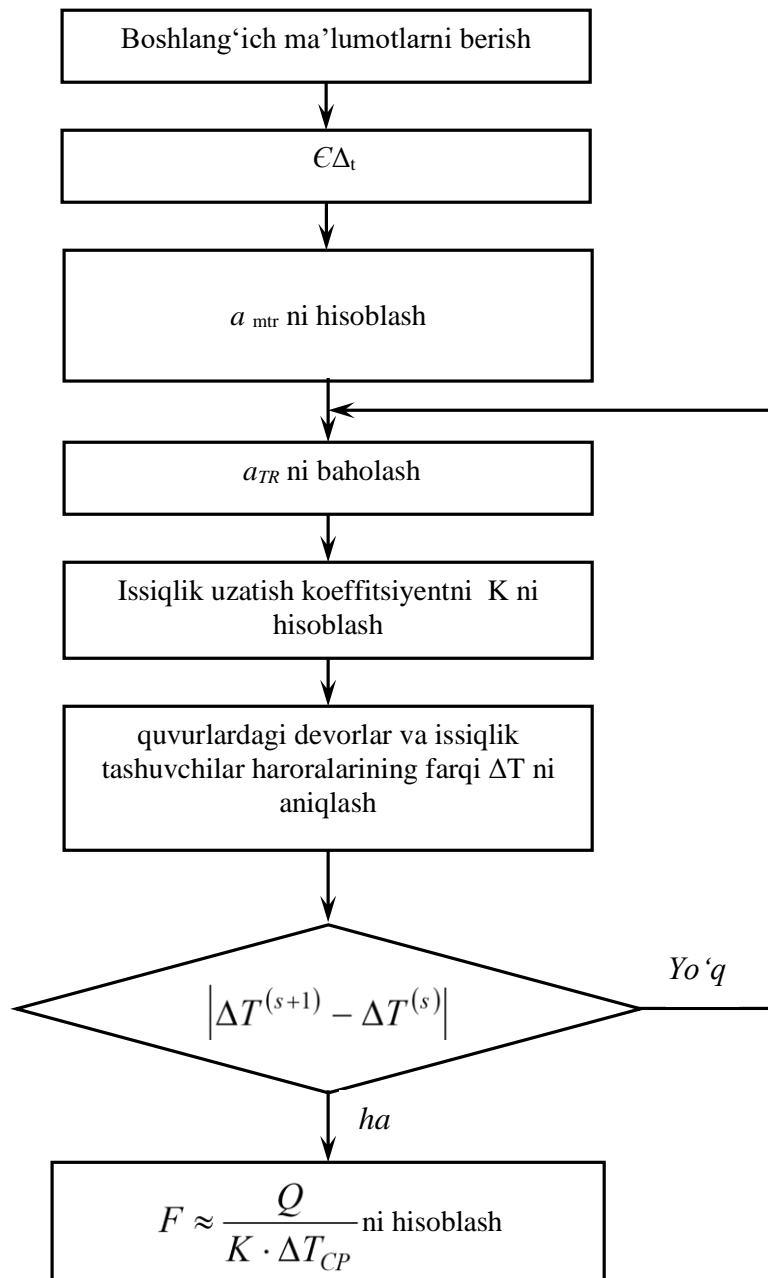 Boshlang‘ich ma’lumotlarni berish
ЄΔt
a mtr ni hisoblash
aTR ni baholash
Issiqlik uzatish koeffitsiyentni K ni
hisoblash
quvurlardagi devorlar va issiqlik
tashuvchilar haroralarining farqi ΔT ni
aniqlash
Yo‘q
|ΔT^(s+1) − ΔT^(s)|
ha
F ≈ Q / (K · ΔT_CP) ni hisoblash